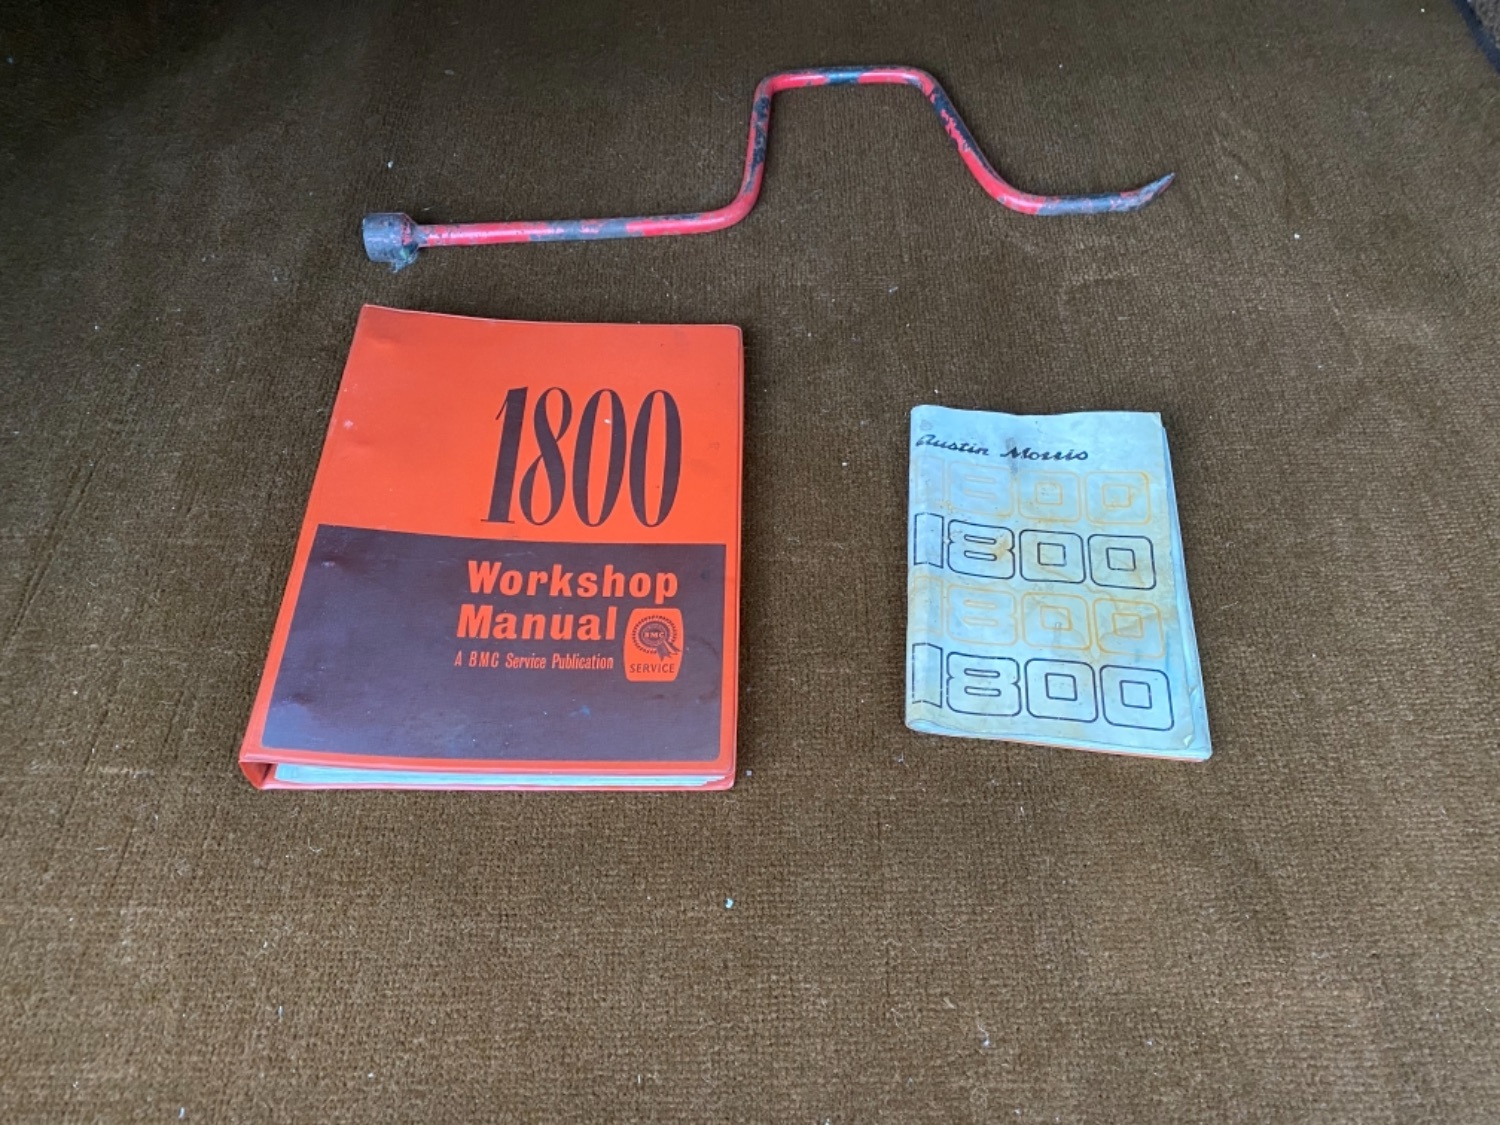 1800
Workshop
Manual
A BMC Service Publication
BMC
SERVICE
Austin Morris
1800
1800
1800
1800